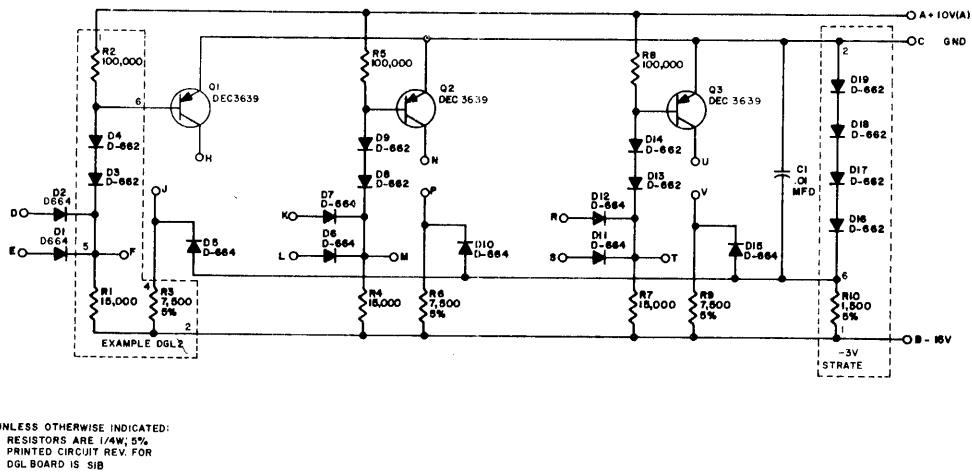 A+10V(A)
C GND
R2
100,000
R5
100,000
R8
100,000
2
Q1
DEC3639
Q2
DEC 3639
Q3
DEC 3639
D19
D-662
6
D18
D-662
D4
D-662
D9
D-662
D14
D-662
H
N
U
D3
D-662
D8
D-662
D13
D-662
C1
.01
MFD
D17
D-662
J
P
V
D2
D664
D7
D-664
D12
D-664
D
K
R
D16
D-662
D1
D664
D6
D-664
D11
D-664
D5
D-664
D10
D-664
D15
D-664
E
5
F
L
M
S
T
6
4
R1
15,000
R3
7,500
5%
R4
15,000
R6
7,500
5%
R7
15,000
R9
7,500
5%
R10
1,500
5%
2
1
B-15V
EXAMPLE DGL2
-3V
STRATE
UNLESS OTHERWISE INDICATED:
RESISTORS ARE 1/4W; 5%
PRINTED CIRCUIT REV. FOR
DGL BOARD IS 51B